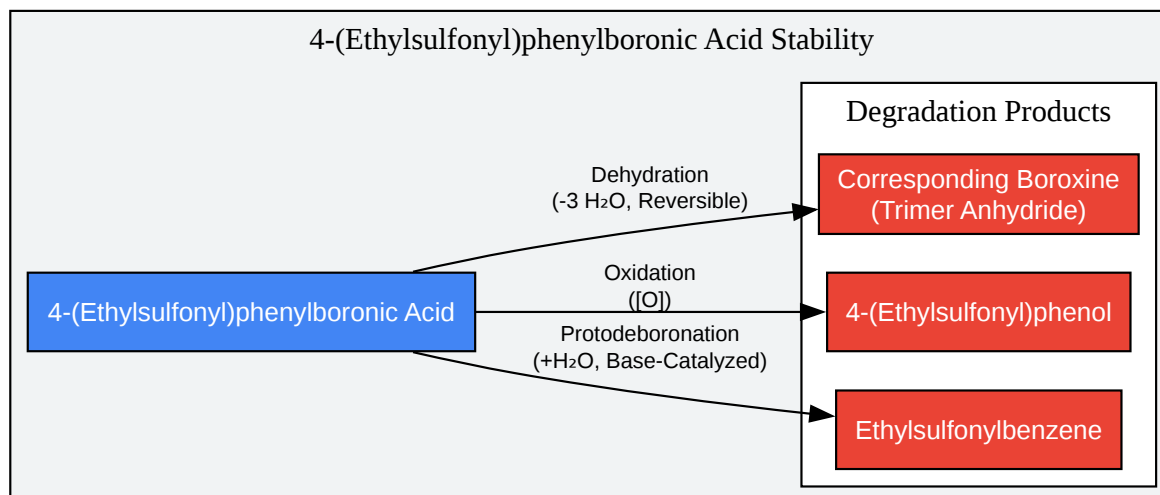 4-(Ethylsulfonyl)phenylboronic Acid Stability
Degradation Products
Dehydration
(-3 H₂O, Reversible)
Corresponding Boroxine
(Trimer Anhydride)
4-(Ethylsulfonyl)phenylboronic Acid
Oxidation
([O])
4-(Ethylsulfonyl)phenol
Protodeboronation
(+H₂O, Base-Catalyzed)
Ethylsulfonylbenzene